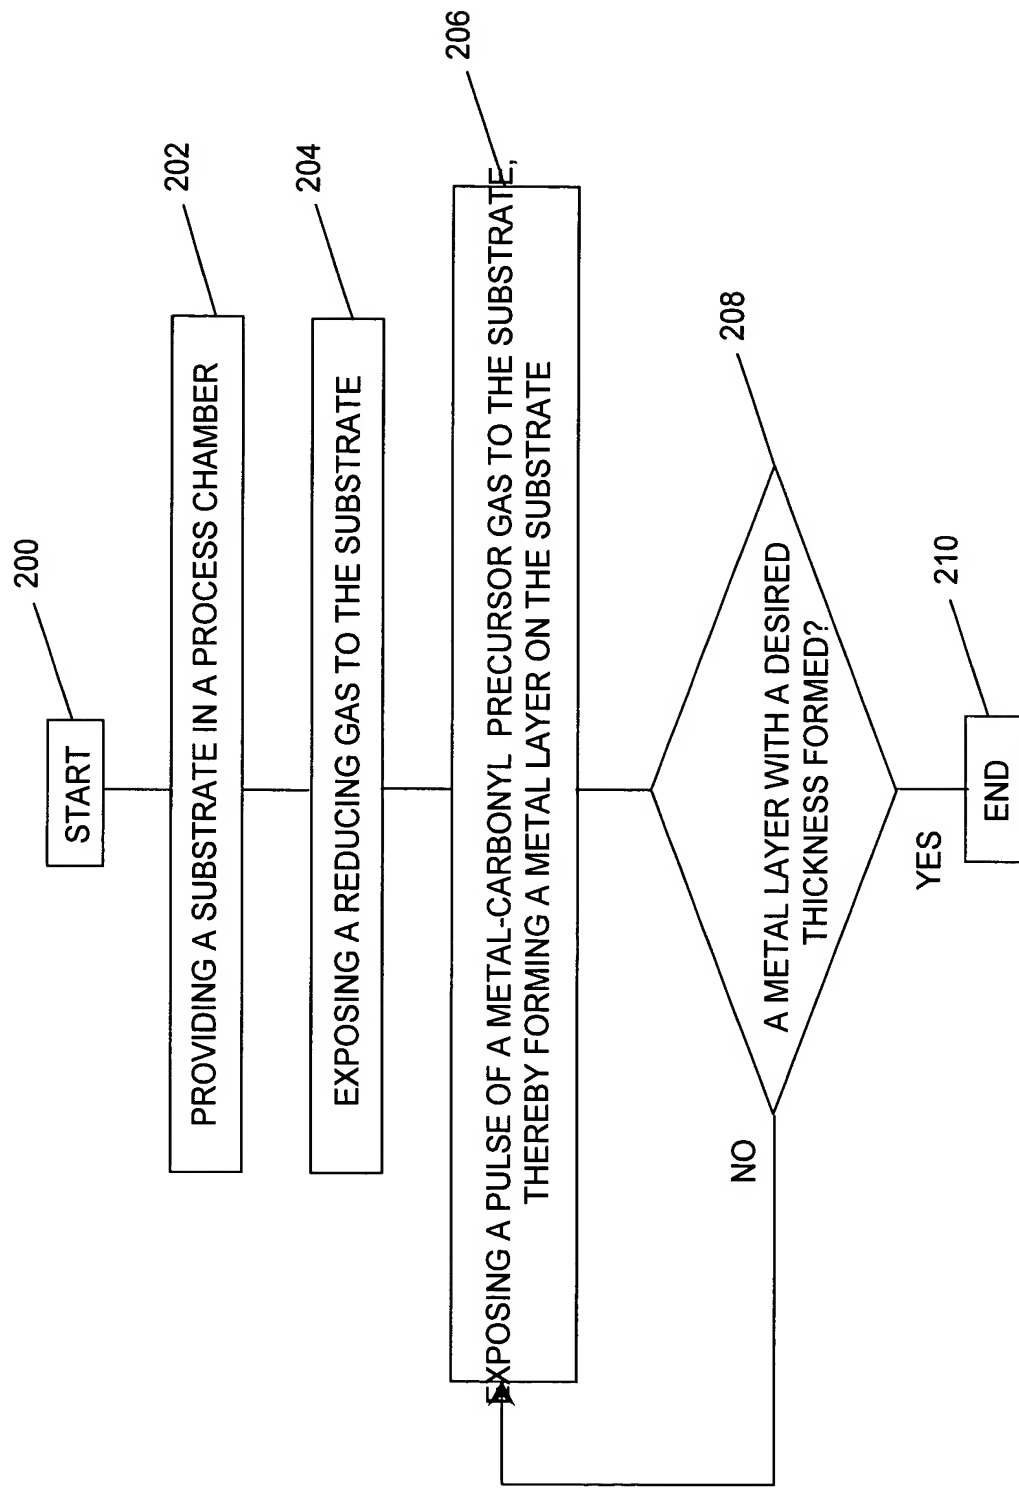 200
START
202
PROVIDING A SUBSTRATE IN A PROCESS CHAMBER
204
EXPOSING A REDUCING GAS TO THE SUBSTRATE
206
EXPOSING A PULSE OF A METAL-CARBONYL PRECURSOR GAS TO THE SUBSTRATE,
THEREBY FORMING A METAL LAYER ON THE SUBSTRATE
208
A METAL LAYER WITH A DESIRED
THICKNESS FORMED?
NO
YES
210
END